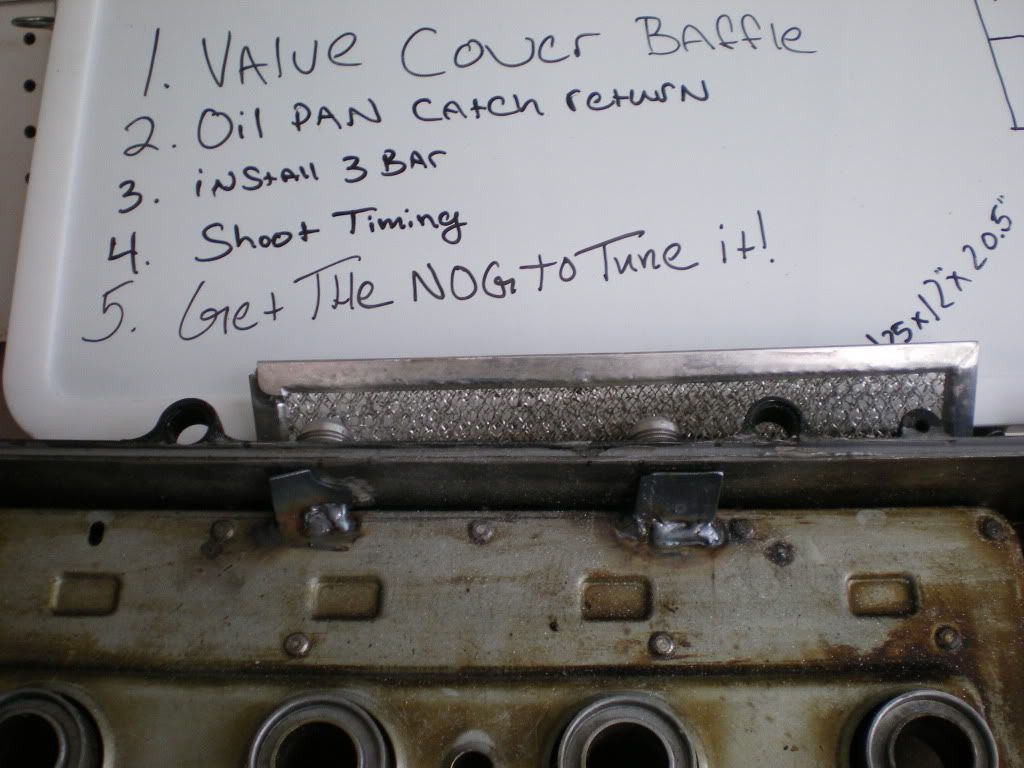 1. VAlUe Cover BAffle
2. Oil PAN CAtch return
3. iNStall 3 BAr
4. Shoot Timing
5. Get THe NOG to Tune it!
x12"x 20.5"